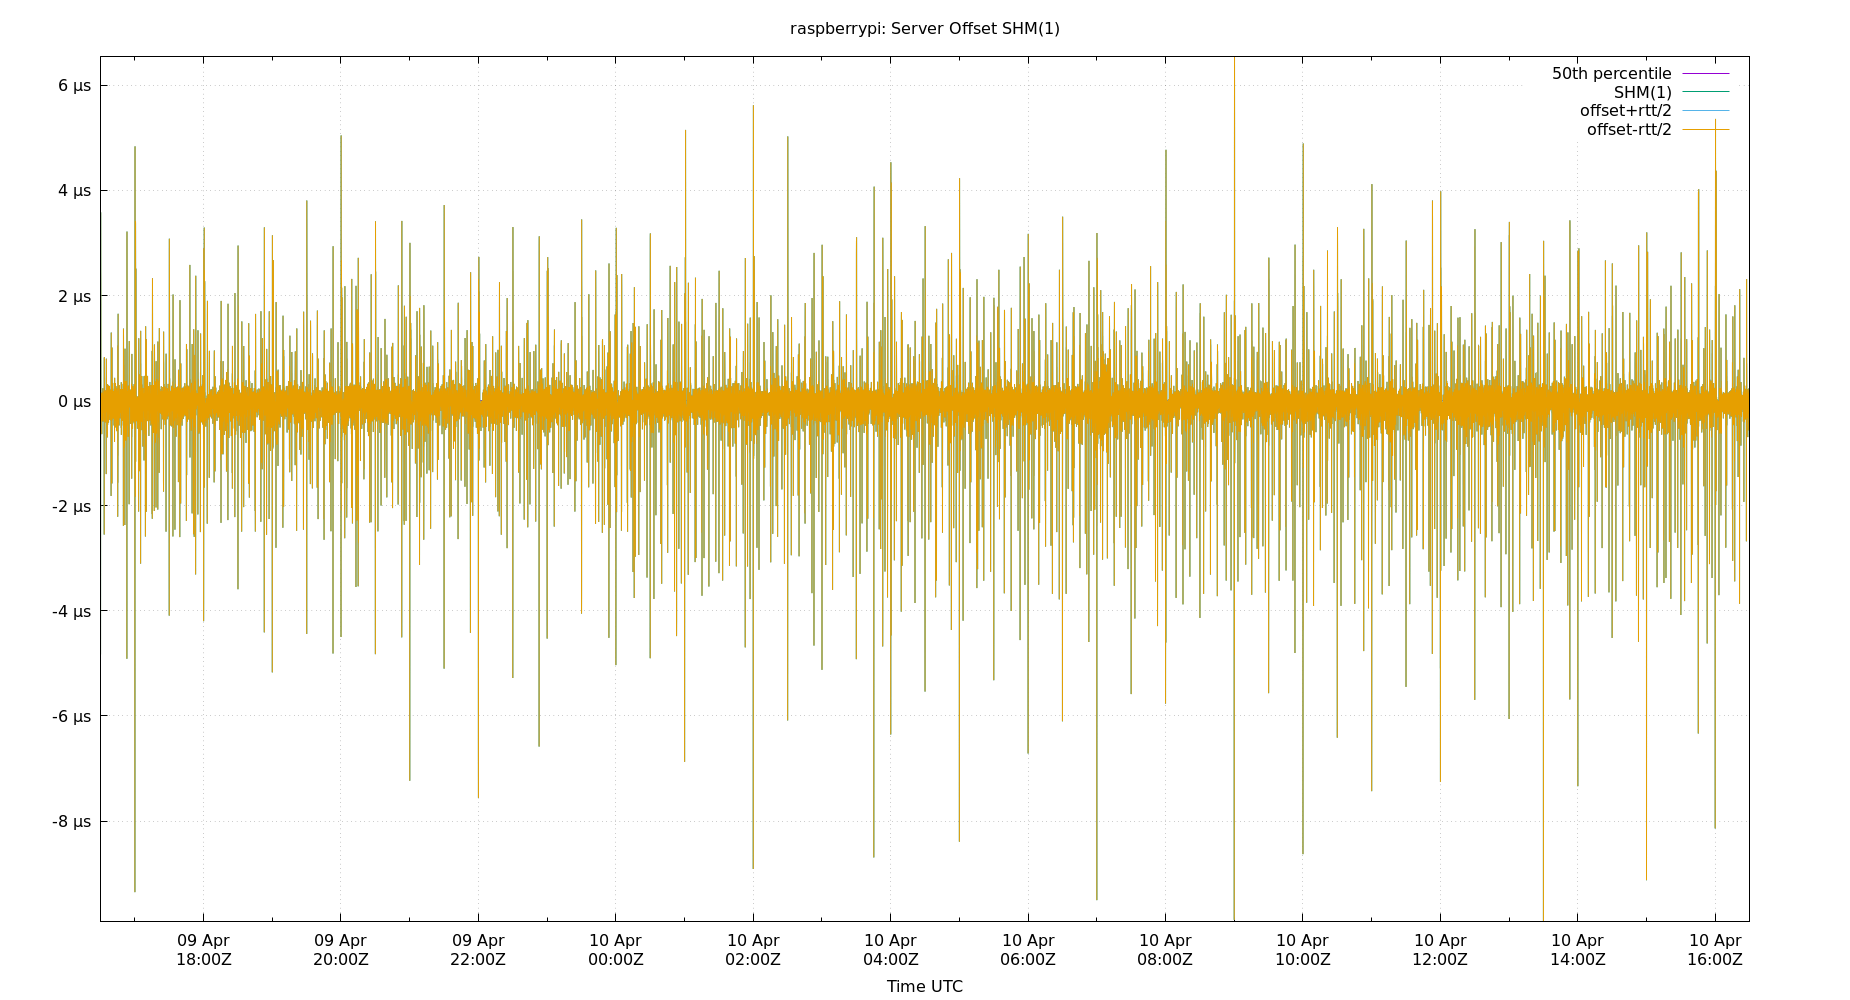 raspberrypi: Server Offset SHM(1)
50th percentile
SHM(1)
offset+rtt/2
offset-rtt/2
6 µs
4 µs
2 µs
0 µs
-2 µs
-4 µs
-6 µs
-8 µs
09 Apr 09 Apr 09 Apr 10 Apr 10 Apr 10 Apr 10 Apr 10 Apr 10 Apr 10 Apr 10 Apr 10 Apr
18:00Z 20:00Z 22:00Z 00:00Z 02:00Z 04:00Z 06:00Z 08:00Z 10:00Z 12:00Z 14:00Z 16:00Z
Time UTC